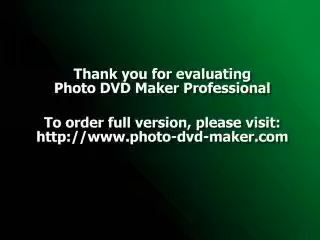 Thank you for evaluating
Photo DVD Maker Professional
To order full version, please visit:
http://www.photo-dvd-maker.com